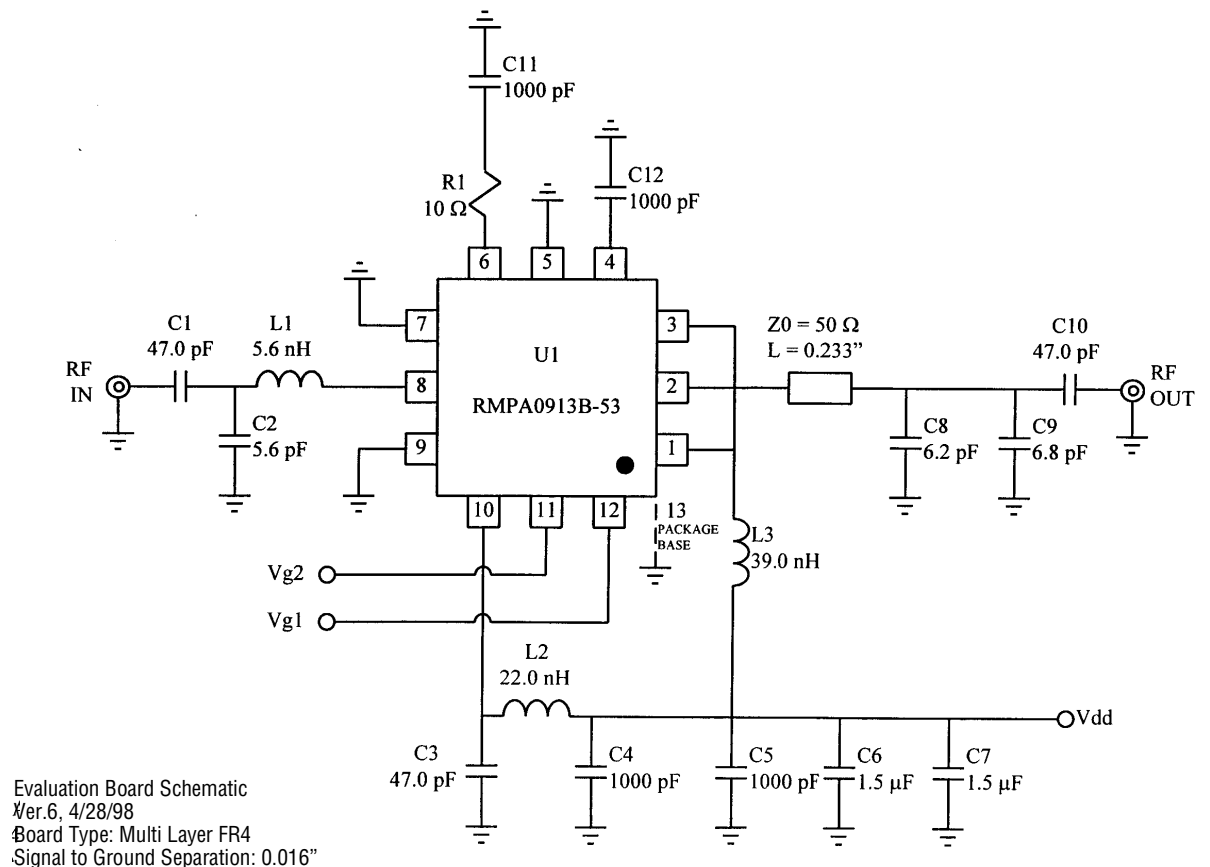 C11
1000 pF
R1
10 Ω
C12
1000 pF
6
5
4
7
8
9
3
2
1
10
11
12
U1
RMPA0913B-53
C1
47.0 pF
L1
5.6 nH
RF
IN
C2
5.6 pF
Z0 = 50 Ω
L = 0.233”
C10
47.0 pF
RF
OUT
C8
6.2 pF
C9
6.8 pF
13
PACKAGE
BASE
L3
39.0 nH
Vg2
Vg1
L2
22.0 nH
Vdd
C3
47.0 pF
C4
1000 pF
C5
1000 pF
C6
1.5 µF
C7
1.5 µF
Evaluation Board Schematic
Ver.6, 4/28/98
Board Type: Multi Layer FR4
Signal to Ground Separation: 0.016”